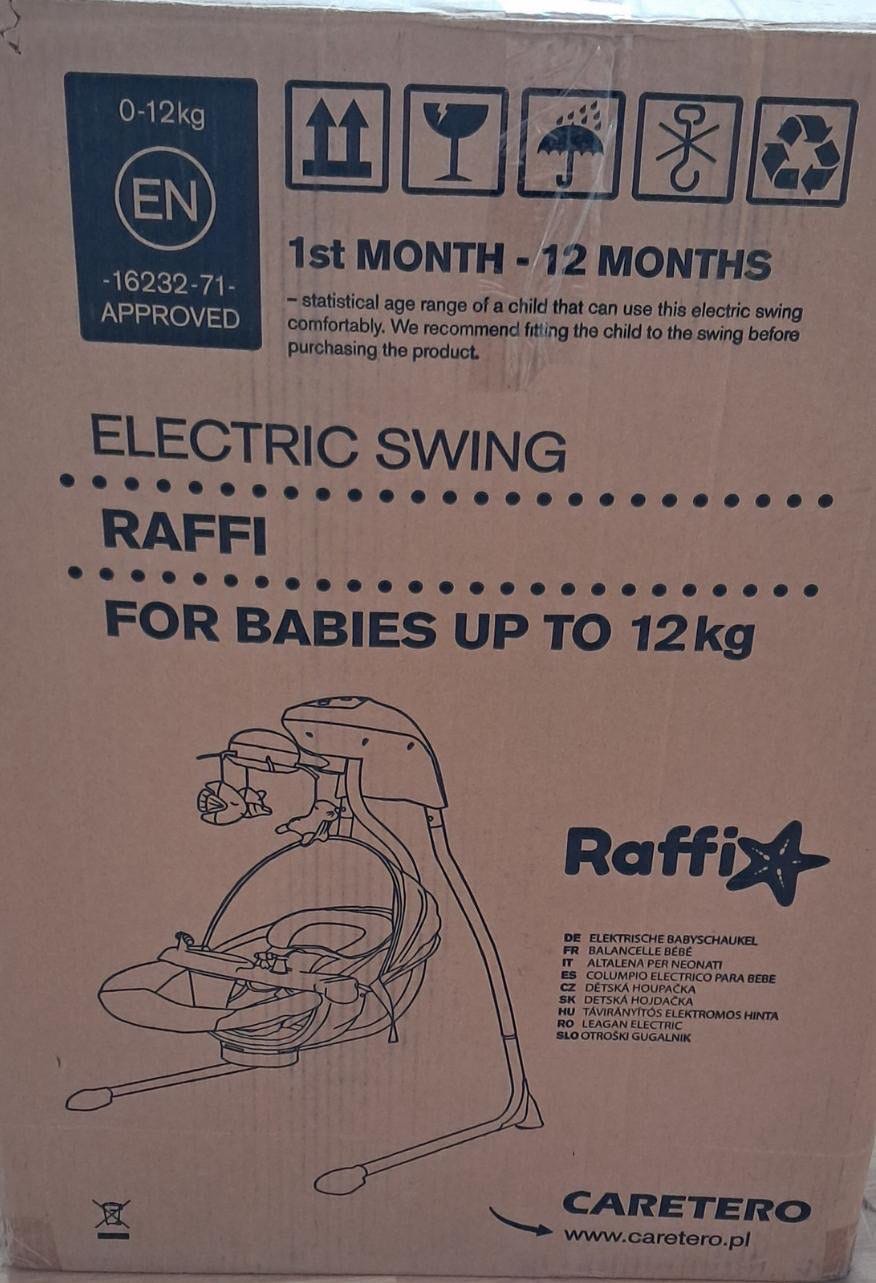 0-12kg
EN
-16232-71-
APPROVED
1st MONTH - 12 MONTHS
– statistical age range of a child that can use this electric swing
comfortably. We recommend fitting the child to the swing before
purchasing the product.
ELECTRIC SWING
RAFFI
FOR BABIES UP TO 12kg
Raffi
DE ELEKTRISCHE BABYSCHAUKEL
FR BALANCELLE BÉBÉ
IT ALTALENA PER NEONATI
ES COLUMPIO ELECTRICO PARA BEBE
CZ DĚTSKÁ HOUPAČKA
SK DETSKÁ HOJDAČKA
HU TÁVIRÁNYÍTÓS ELEKTROMOS HINTA
RO LEAGAN ELECTRIC
SLO OTROŠKI GUGALNIK
CARETERO
www.caretero.pl